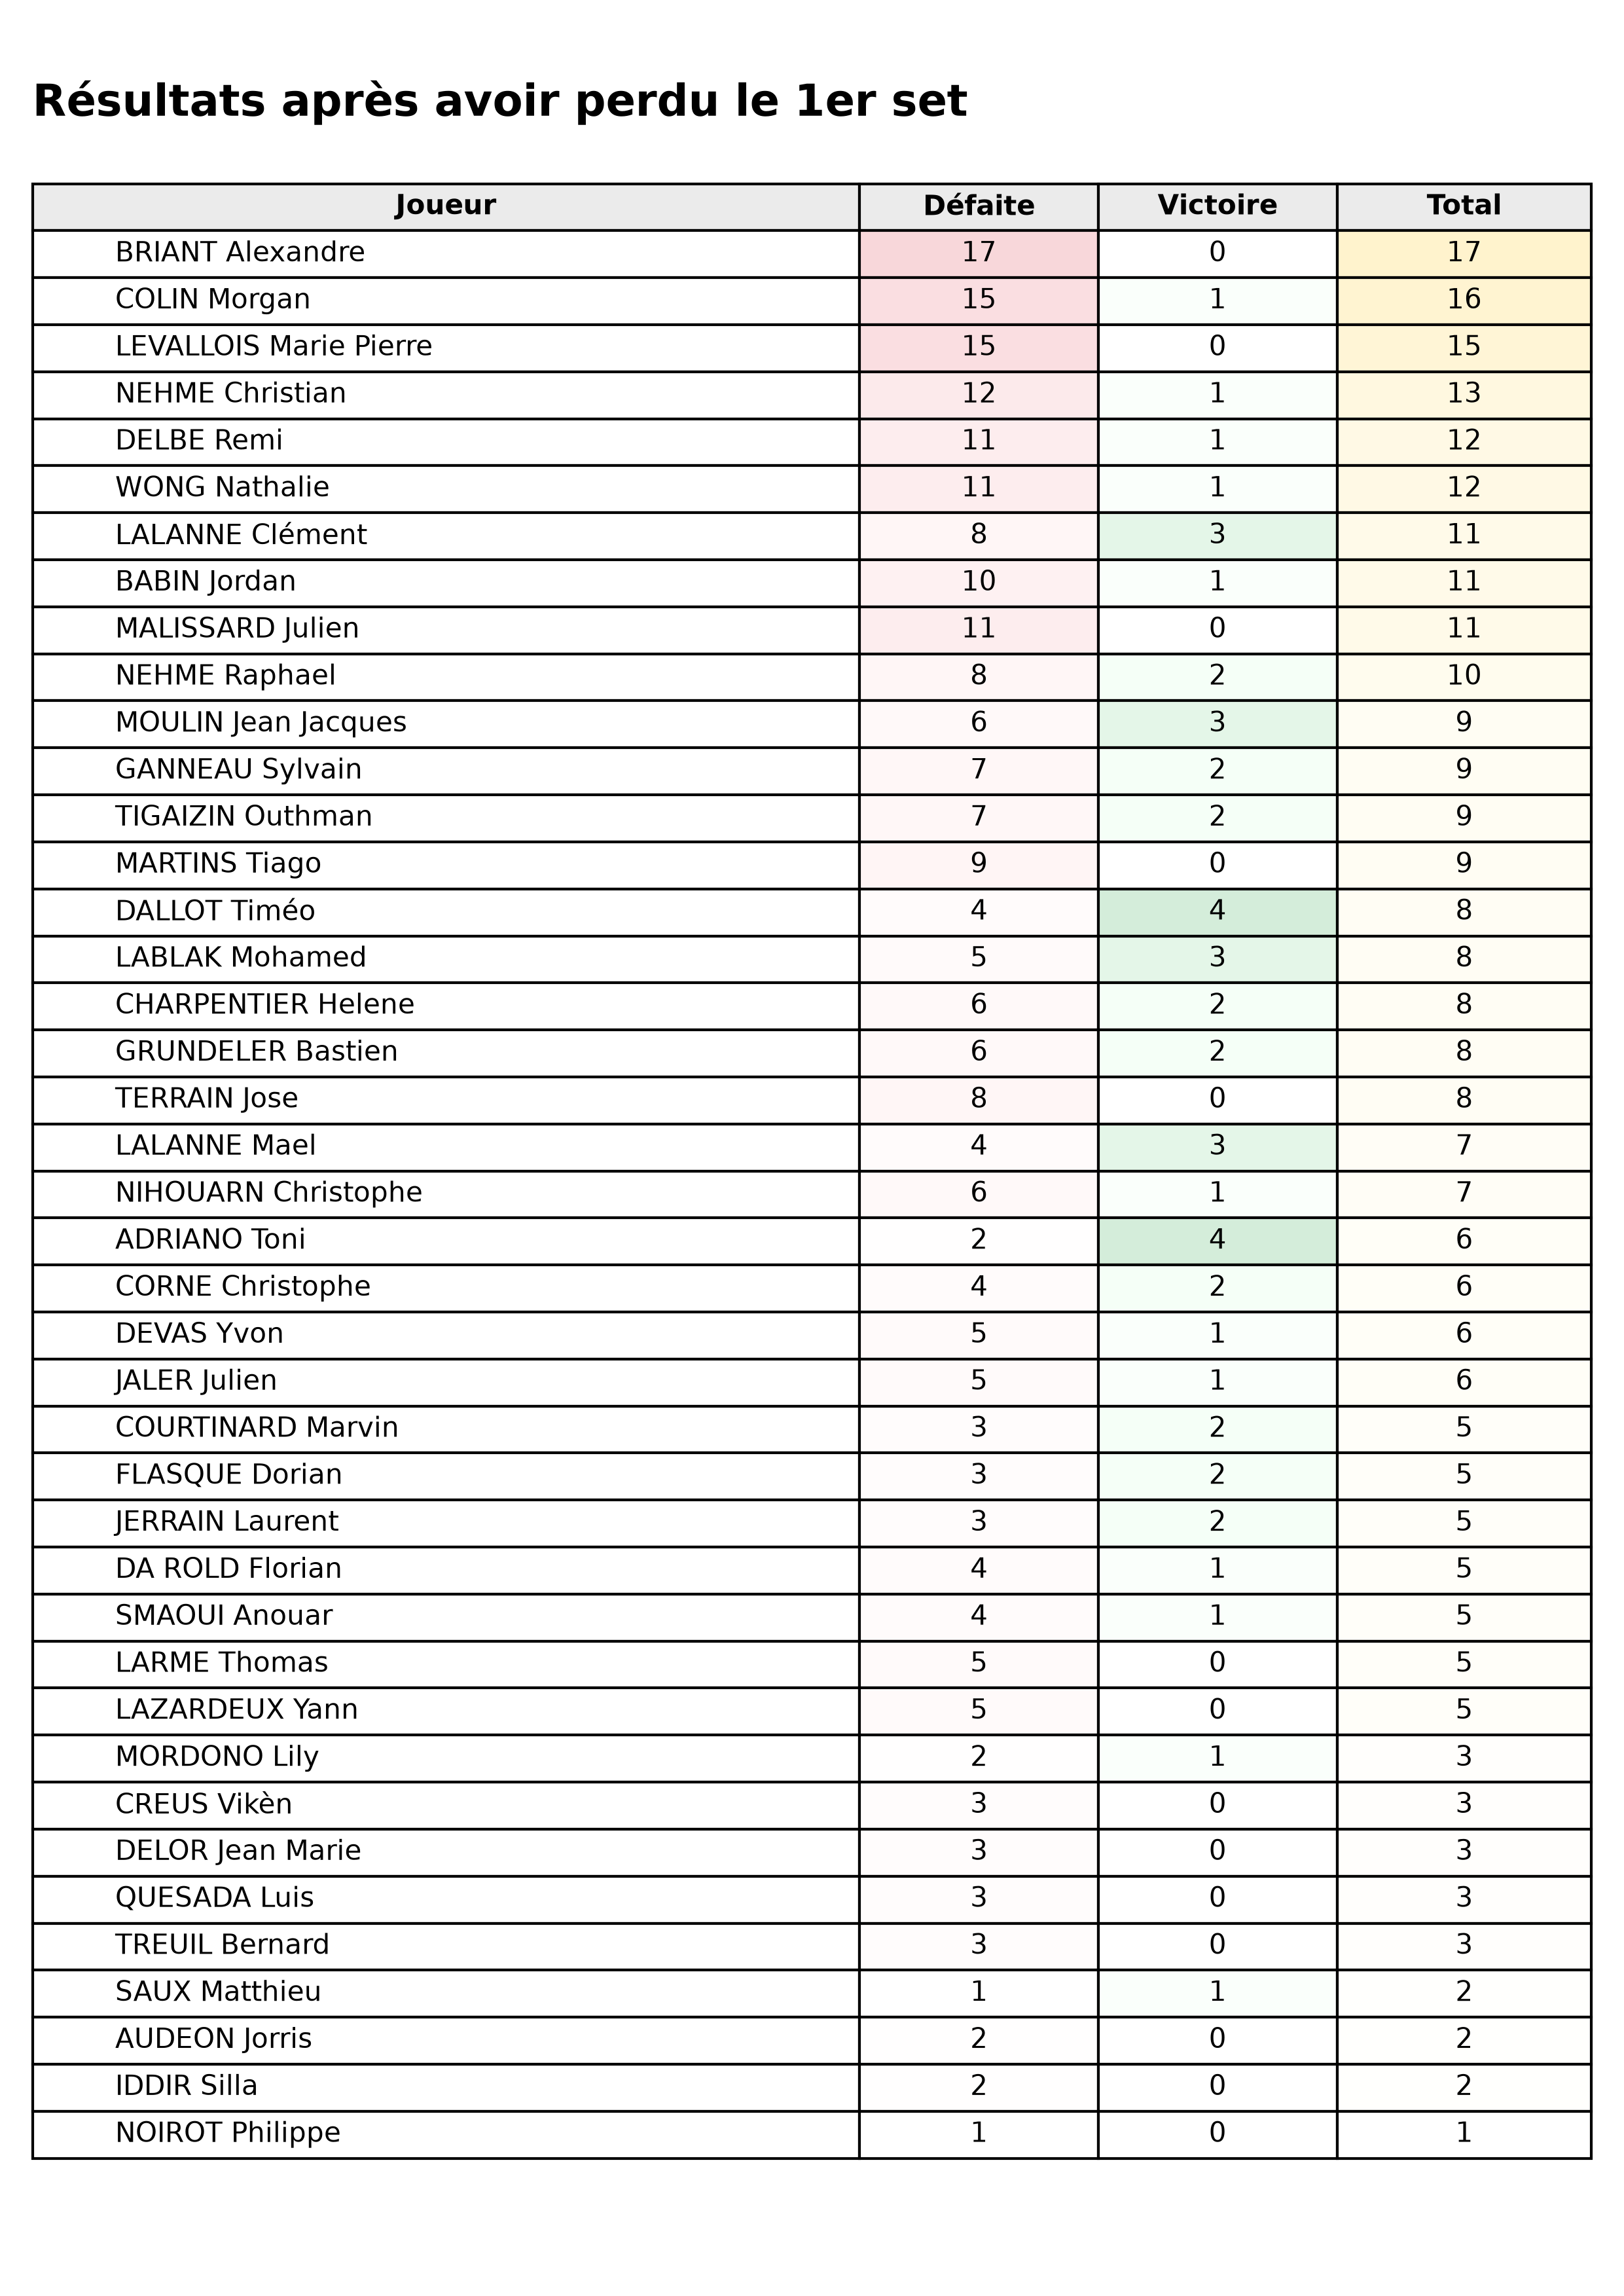 Résultats après avoir perdu le 1er set
Joueur Défaite Victoire Total
BRIANT Alexandre 17 0 17
COLIN Morgan 15 1 16
LEVALLOIS Marie Pierre 15 0 15
NEHME Christian 12 1 13
DELBE Remi 11 1 12
WONG Nathalie 11 1 12
LALANNE Clément 8 3 11
BABIN Jordan 10 1 11
MALISSARD Julien 11 0 11
NEHME Raphael 8 2 10
MOULIN Jean Jacques 6 3 9
GANNEAU Sylvain 7 2 9
TIGAIZIN Outhman 7 2 9
MARTINS Tiago 9 0 9
DALLOT Timéo 4 4 8
LABLAK Mohamed 5 3 8
CHARPENTIER Helene 6 2 8
GRUNDELER Bastien 6 2 8
TERRAIN Jose 8 0 8
LALANNE Mael 4 3 7
NIHOUARN Christophe 6 1 7
ADRIANO Toni 2 4 6
CORNE Christophe 4 2 6
DEVAS Yvon 5 1 6
JALER Julien 5 1 6
COURTINARD Marvin 3 2 5
FLASQUE Dorian 3 2 5
JERRAIN Laurent 3 2 5
DA ROLD Florian 4 1 5
SMAOUI Anouar 4 1 5
LARME Thomas 5 0 5
LAZARDEUX Yann 5 0 5
MORDONO Lily 2 1 3
CREUS Vikèn 3 0 3
DELOR Jean Marie 3 0 3
QUESADA Luis 3 0 3
TREUIL Bernard 3 0 3
SAUX Matthieu 1 1 2
AUDEON Jorris 2 0 2
IDDIR Silla 2 0 2
NOIROT Philippe 1 0 1